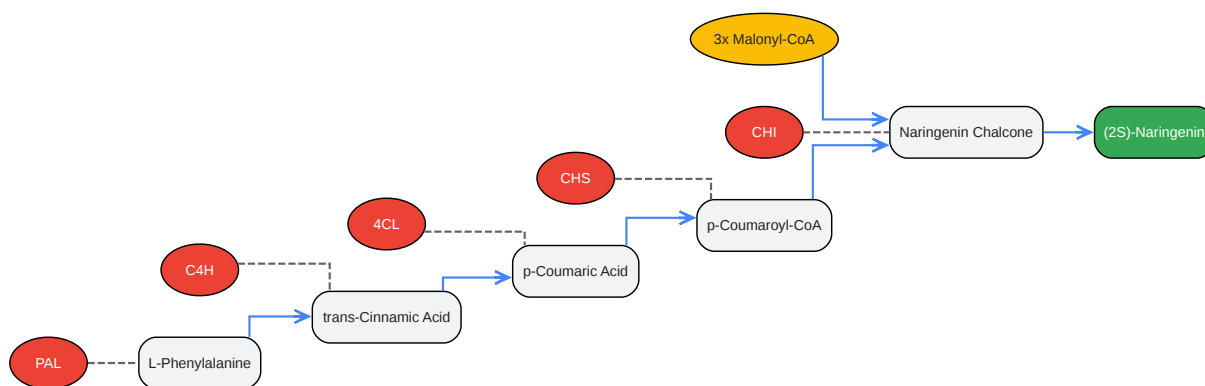 3x Malonyl-CoA
CHI
Naringenin Chalcone
(2S)-Naringenin
CHS
4CL
p-Coumaroyl-CoA
C4H
p-Coumaric Acid
trans-Cinnamic Acid
PAL
L-Phenylalanine